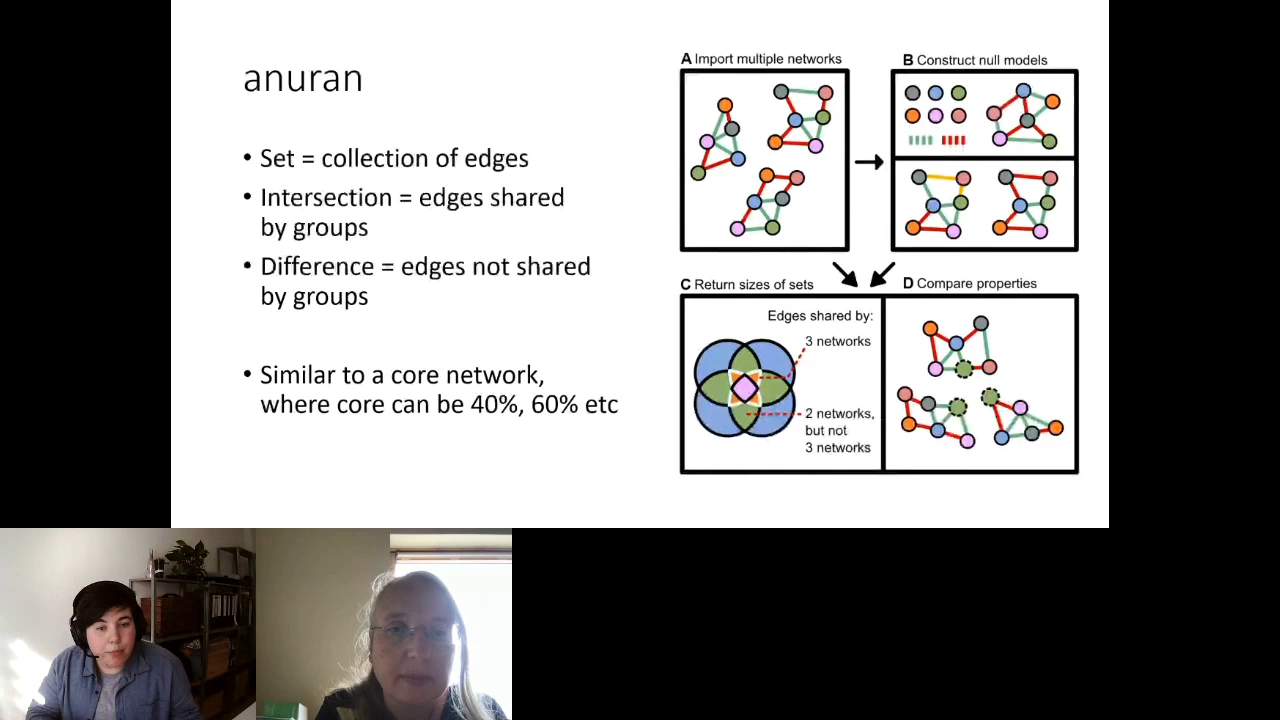 anuran
• Set = collection of edges
• Intersection = edges shared
by groups
• Difference = edges not shared
by groups
• Similar to a core network,
where core can be 40%, 60% etc
A Import multiple networks
B Construct null models
C Return sizes of sets
Edges shared by:
3 networks
2 networks,
but not
3 networks
D Compare properties